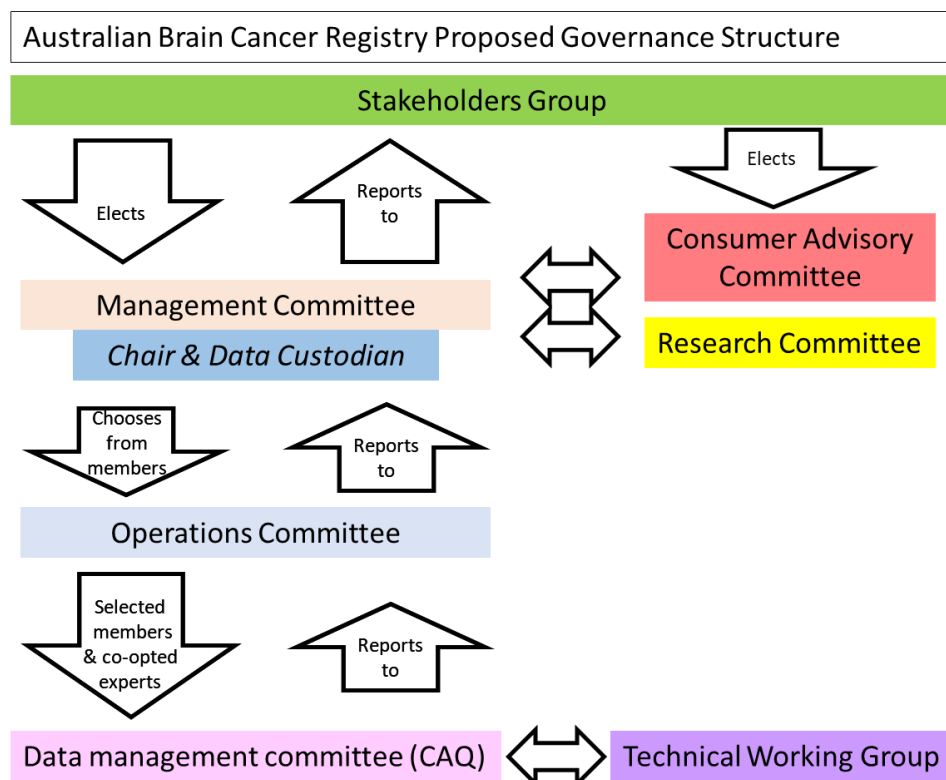 Australian Brain Cancer Registry Proposed Governance Structure
Stakeholders Group
Elects
Reports
to
Elects
Consumer Advisory
Committee
Management Committee
Chair & Data Custodian
Research Committee
Chooses
from
members
Reports
to
Operations Committee
Selected
members
& co-opted
experts
Reports
to
Data management committee (CAQ)
Technical Working Group